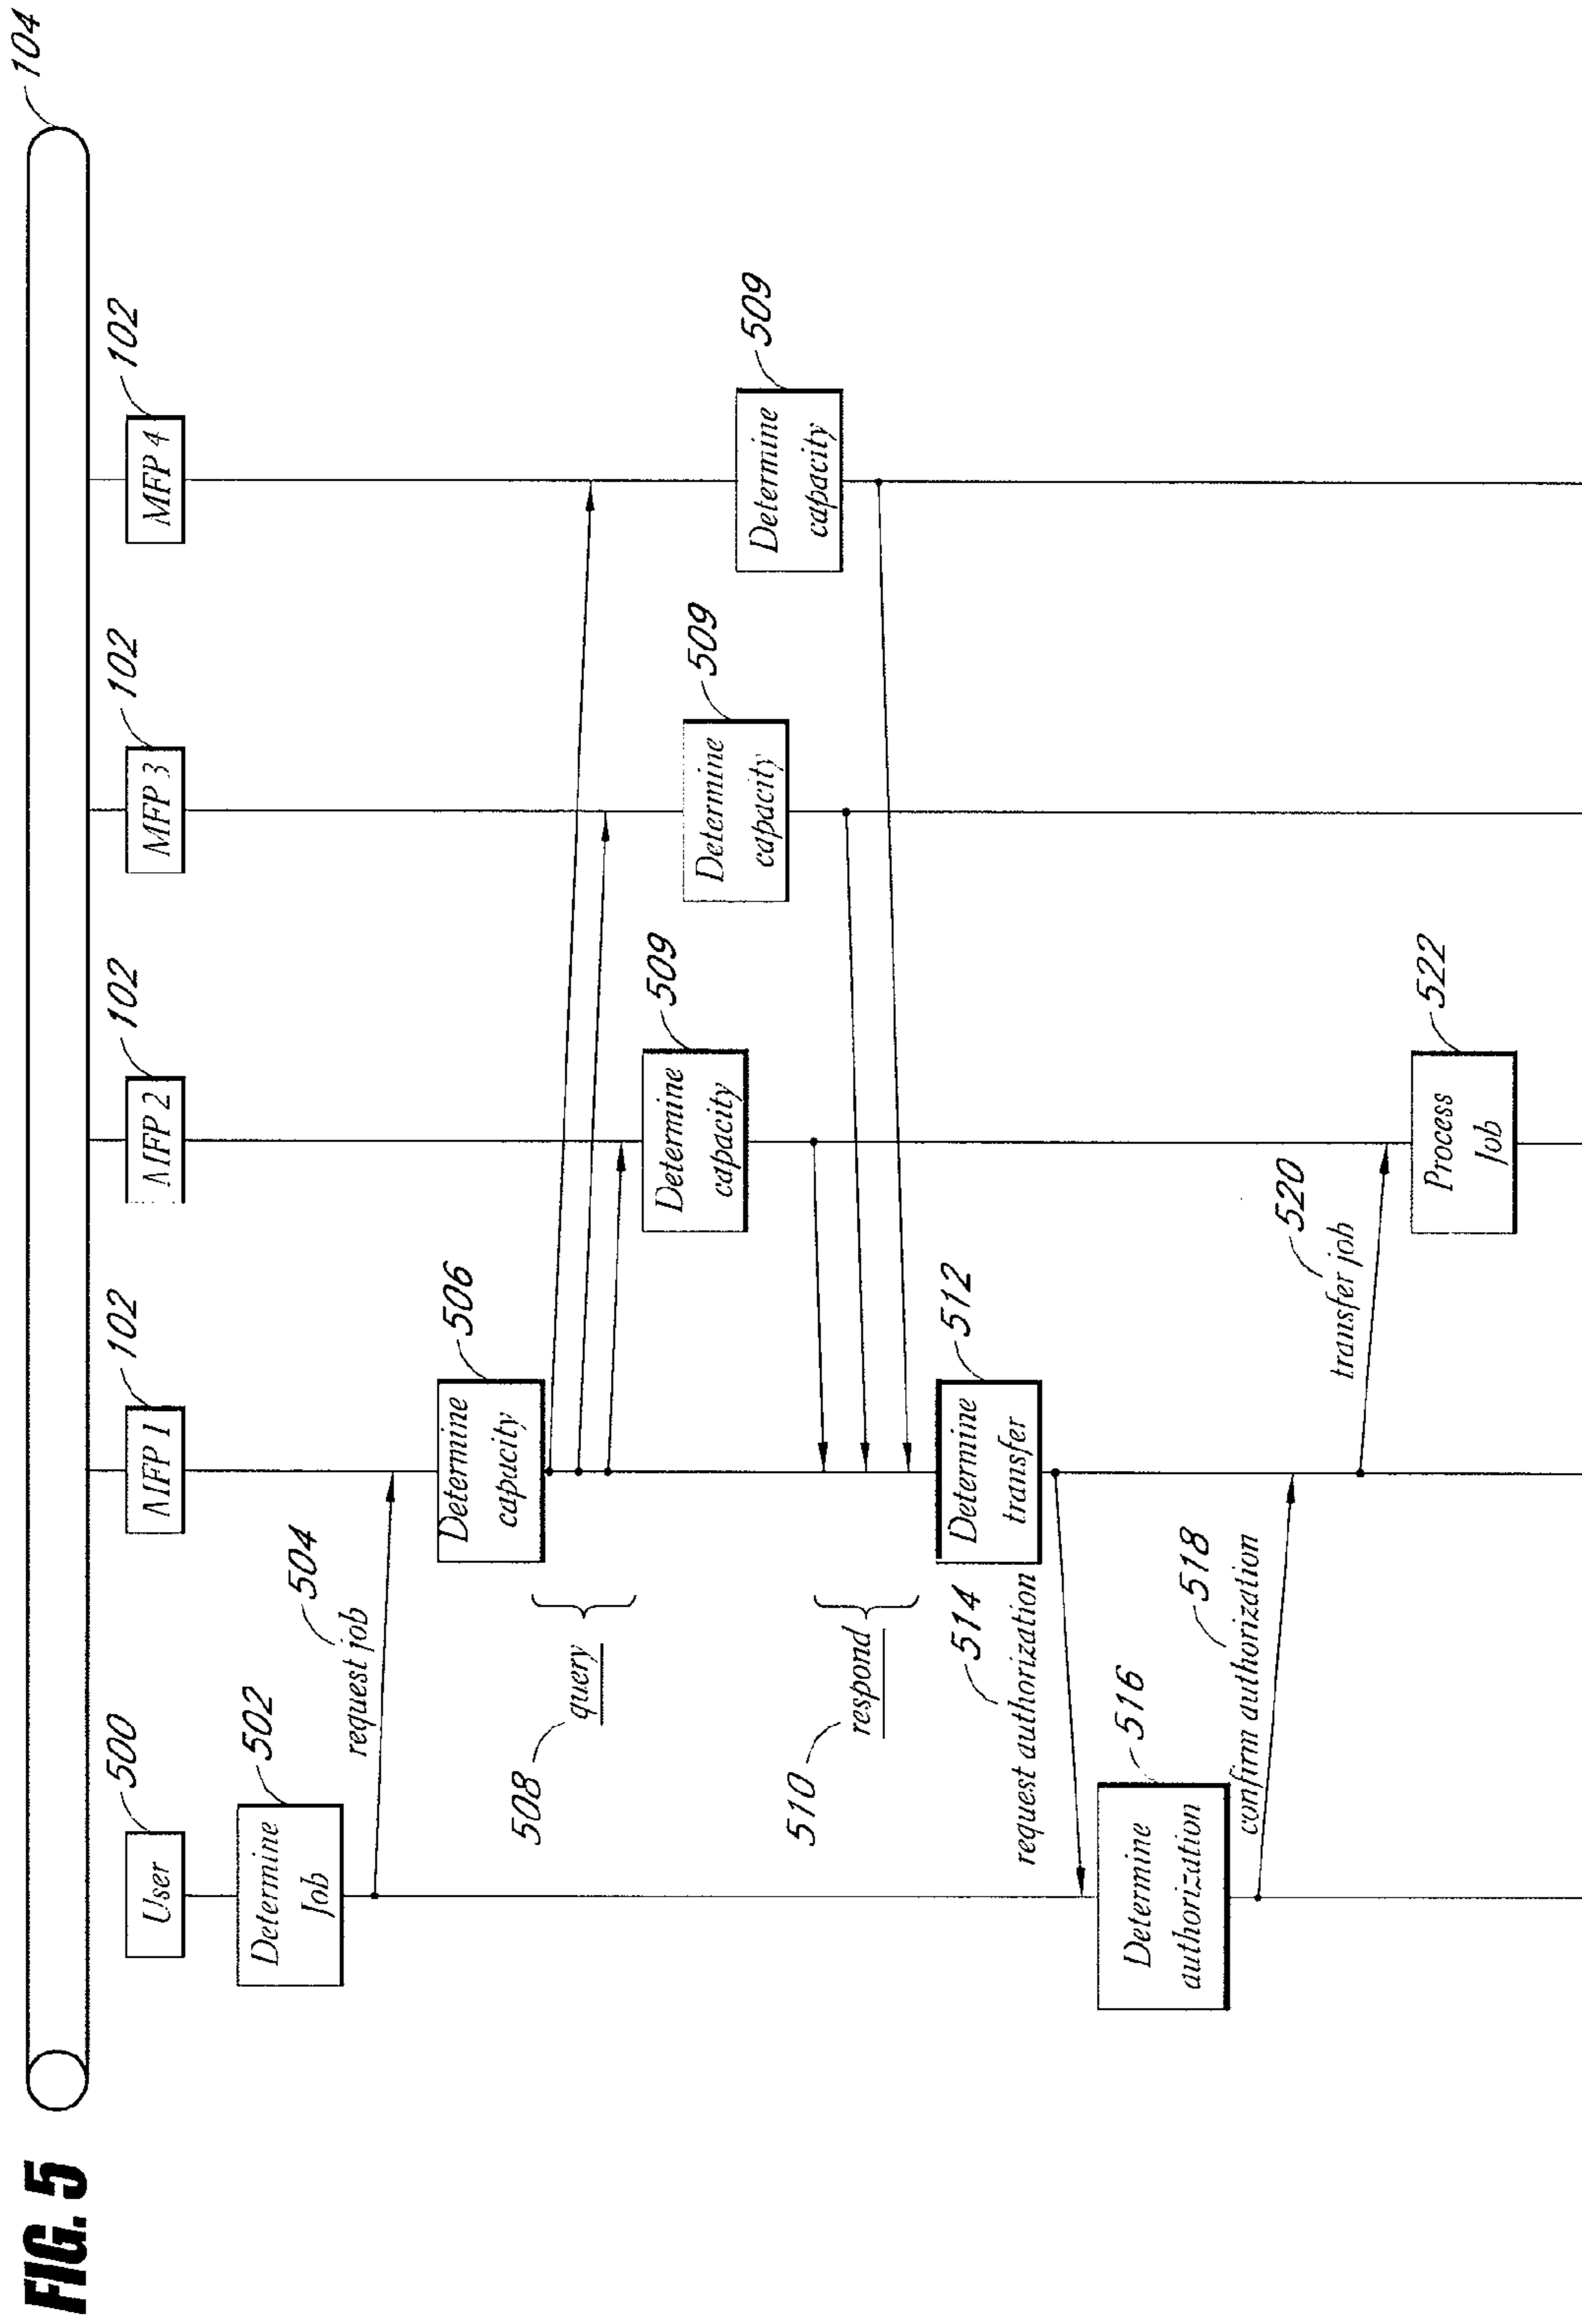 FIG. 5
104
User
500
MFP 1
102
MFP 2
102
MFP 3
102
MFP 4
102
Determine
Job
502
request job
504
Determine
capacity
506
508
query
Determine
capacity
509
Determine
capacity
509
Determine
capacity
509
510
respond
Determine
transfer
512
request authorization
514
Determine
authorization
516
confirm authorization
518
transfer job
520
Process
Job
522